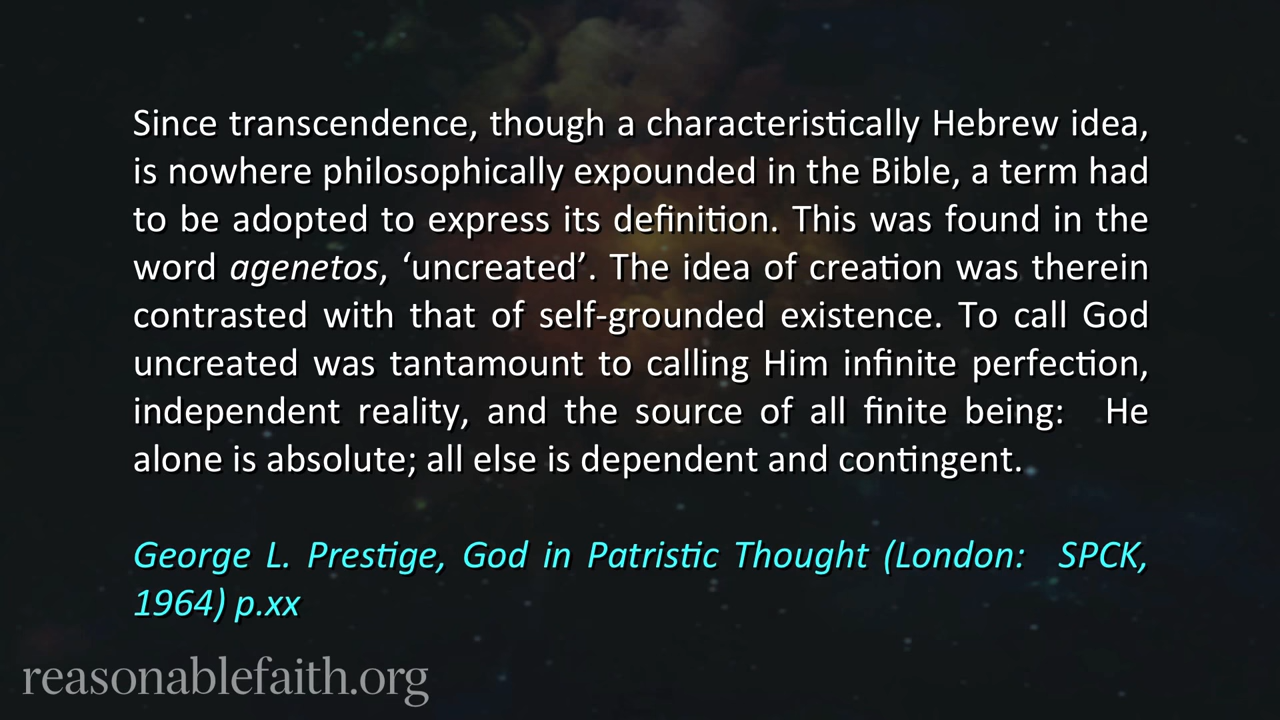 Since transcendence, though a characteristically Hebrew idea,
is nowhere philosophically expounded in the Bible, a term had
to be adopted to express its definition. This was found in the
word agenetos, ‘uncreated’. The idea of creation was therein
contrasted with that of self-grounded existence. To call God
uncreated was tantamount to calling Him infinite perfection,
independent reality, and the source of all finite being: He
alone is absolute; all else is dependent and contingent.
George L. Prestige, God in Patristic Thought (London: SPCK,
1964) p.xx
reasonablefaith.org